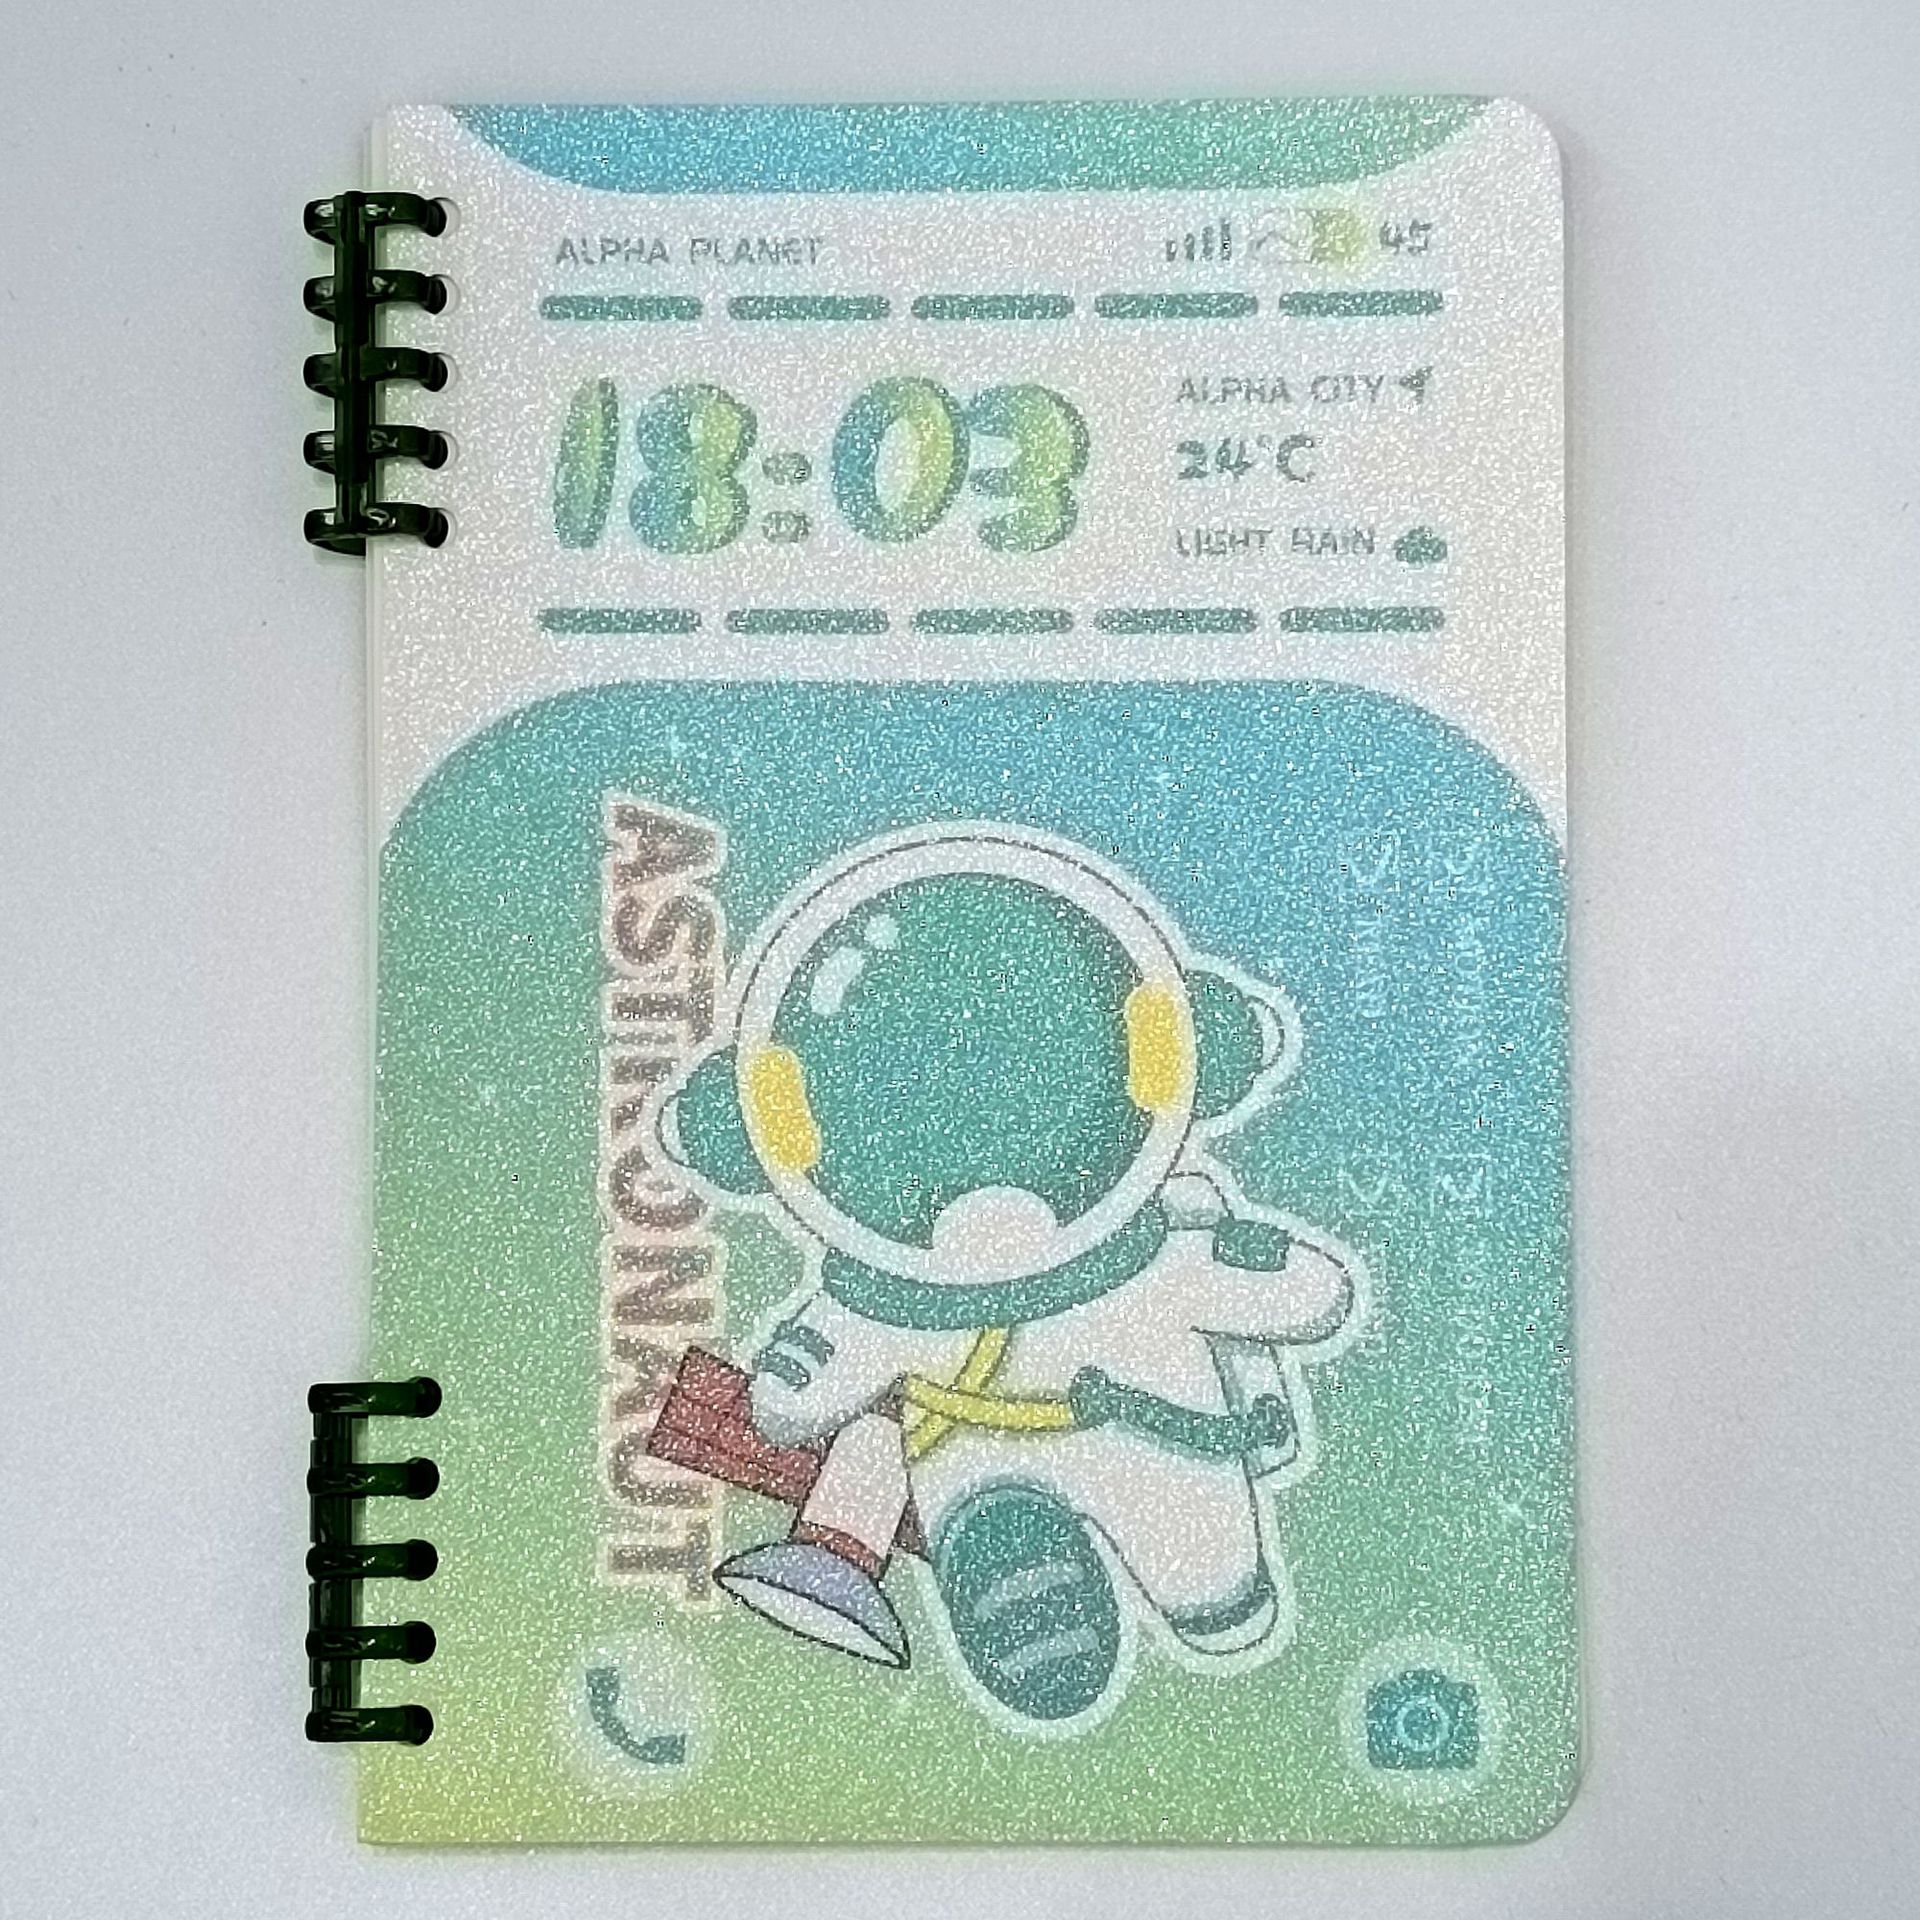 ALPHA PLANET 45
18:03
ALPHA CITY
24°C
LIGHT RAIN
ASTRONAUT